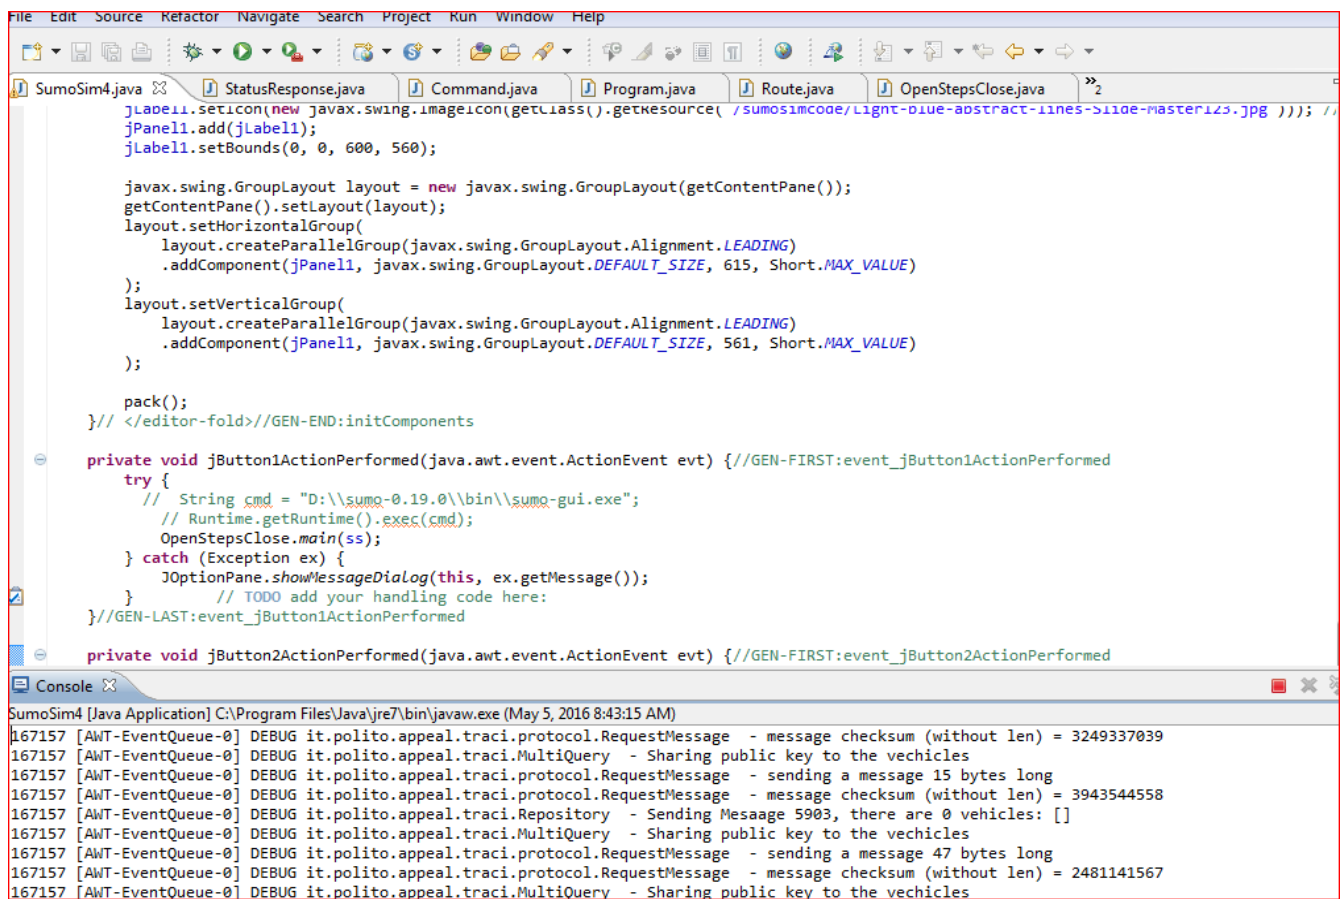 File Edit Source Refactor Navigate Search Project Run Window Help
SumoSim4.java StatusResponse.java Command.java Program.java Route.java OpenStepsClose.java »2
jLabel1.setIcon(new javax.swing.ImageIcon(getClass().getResource("/sumosimcode/Light-blue-abstract-lines-Slide-Master123.jpg"))); //
jPanel1.add(jLabel1);
jLabel1.setBounds(0, 0, 600, 560);
javax.swing.GroupLayout layout = new javax.swing.GroupLayout(getContentPane());
getContentPane().setLayout(layout);
layout.setHorizontalGroup(
layout.createParallelGroup(javax.swing.GroupLayout.Alignment.LEADING)
.addComponent(jPanel1, javax.swing.GroupLayout.DEFAULT_SIZE, 615, Short.MAX_VALUE)
);
layout.setVerticalGroup(
layout.createParallelGroup(javax.swing.GroupLayout.Alignment.LEADING)
.addComponent(jPanel1, javax.swing.GroupLayout.DEFAULT_SIZE, 561, Short.MAX_VALUE)
);
pack();
}// </editor-fold>//GEN-END:initComponents
private void jButton1ActionPerformed(java.awt.event.ActionEvent evt) {//GEN-FIRST:event_jButton1ActionPerformed
try {
// String cmd = "D:\\sumo-0.19.0\\bin\\sumo-gui.exe";
// Runtime.getRuntime().exec(cmd);
OpenStepsClose.main(ss);
} catch (Exception ex) {
JOptionPane.showMessageDialog(this, ex.getMessage());
} // TODO add your handling code here:
}//GEN-LAST:event_jButton1ActionPerformed
private void jButton2ActionPerformed(java.awt.event.ActionEvent evt) {//GEN-FIRST:event_jButton2ActionPerformed
Console
SumoSim4 [Java Application] C:\Program Files\Java\jre7\bin\javaw.exe (May 5, 2016 8:43:15 AM)
167157 [AWT-EventQueue-0] DEBUG it.polito.appeal.traci.protocol.RequestMessage - message checksum (without len) = 3249337039
167157 [AWT-EventQueue-0] DEBUG it.polito.appeal.traci.MultiQuery - Sharing public key to the vechicles
167157 [AWT-EventQueue-0] DEBUG it.polito.appeal.traci.protocol.RequestMessage - sending a message 15 bytes long
167157 [AWT-EventQueue-0] DEBUG it.polito.appeal.traci.protocol.RequestMessage - message checksum (without len) = 3943544558
167157 [AWT-EventQueue-0] DEBUG it.polito.appeal.traci.Repository - Sending Mesaage 5903, there are 0 vehicles: []
167157 [AWT-EventQueue-0] DEBUG it.polito.appeal.traci.MultiQuery - Sharing public key to the vechicles
167157 [AWT-EventQueue-0] DEBUG it.polito.appeal.traci.protocol.RequestMessage - sending a message 47 bytes long
167157 [AWT-EventQueue-0] DEBUG it.polito.appeal.traci.protocol.RequestMessage - message checksum (without len) = 2481141567
167157 [AWT-EventQueue-0] DEBUG it.polito.appeal.traci.MultiQuery - Sharing public key to the vechicles